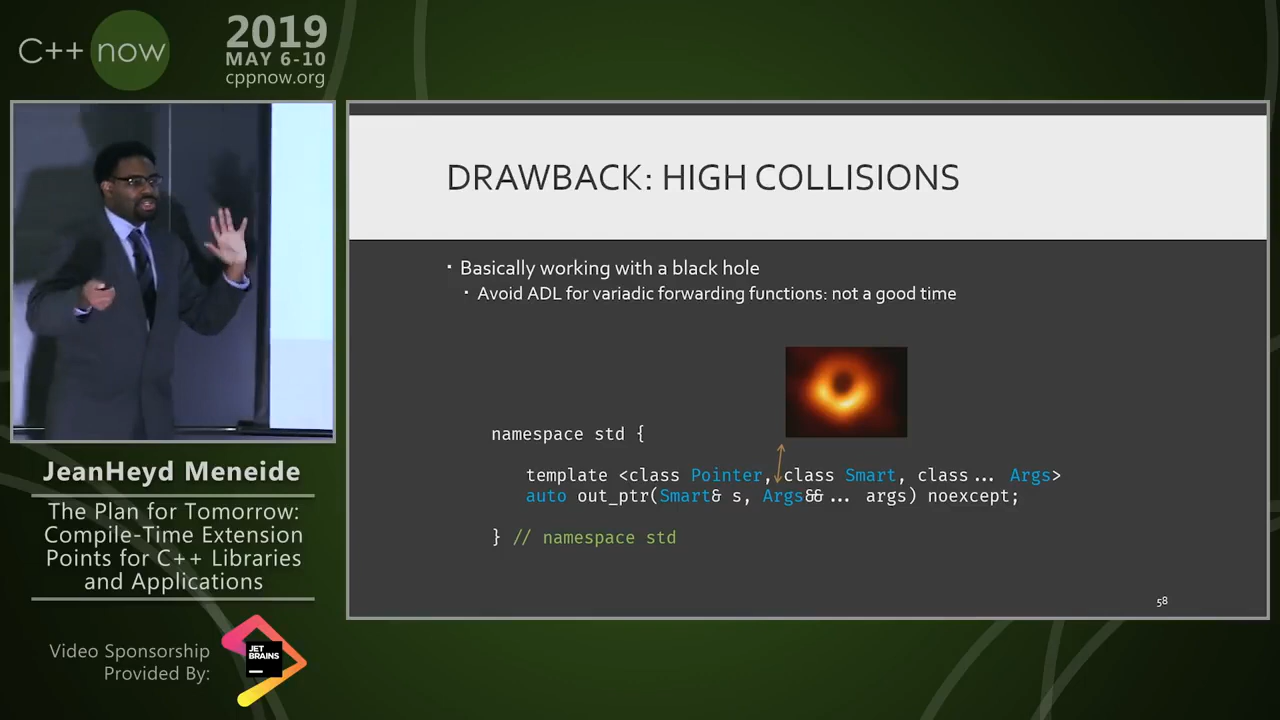 C++ now
2019
MAY 6-10
cppnow.org
DRAWBACK: HIGH COLLISIONS
▪ Basically working with a black hole
▪ Avoid ADL for variadic forwarding functions: not a good time
namespace std {
template <class Pointer, class Smart, class... Args>
auto out_ptr(Smart& s, Args&&... args) noexcept;
} // namespace std
58
JeanHeyd Meneide
The Plan for Tomorrow:
Compile-Time Extension
Points for C++ Libraries
and Applications
Video Sponsorship
Provided By:
JET
BRAINS